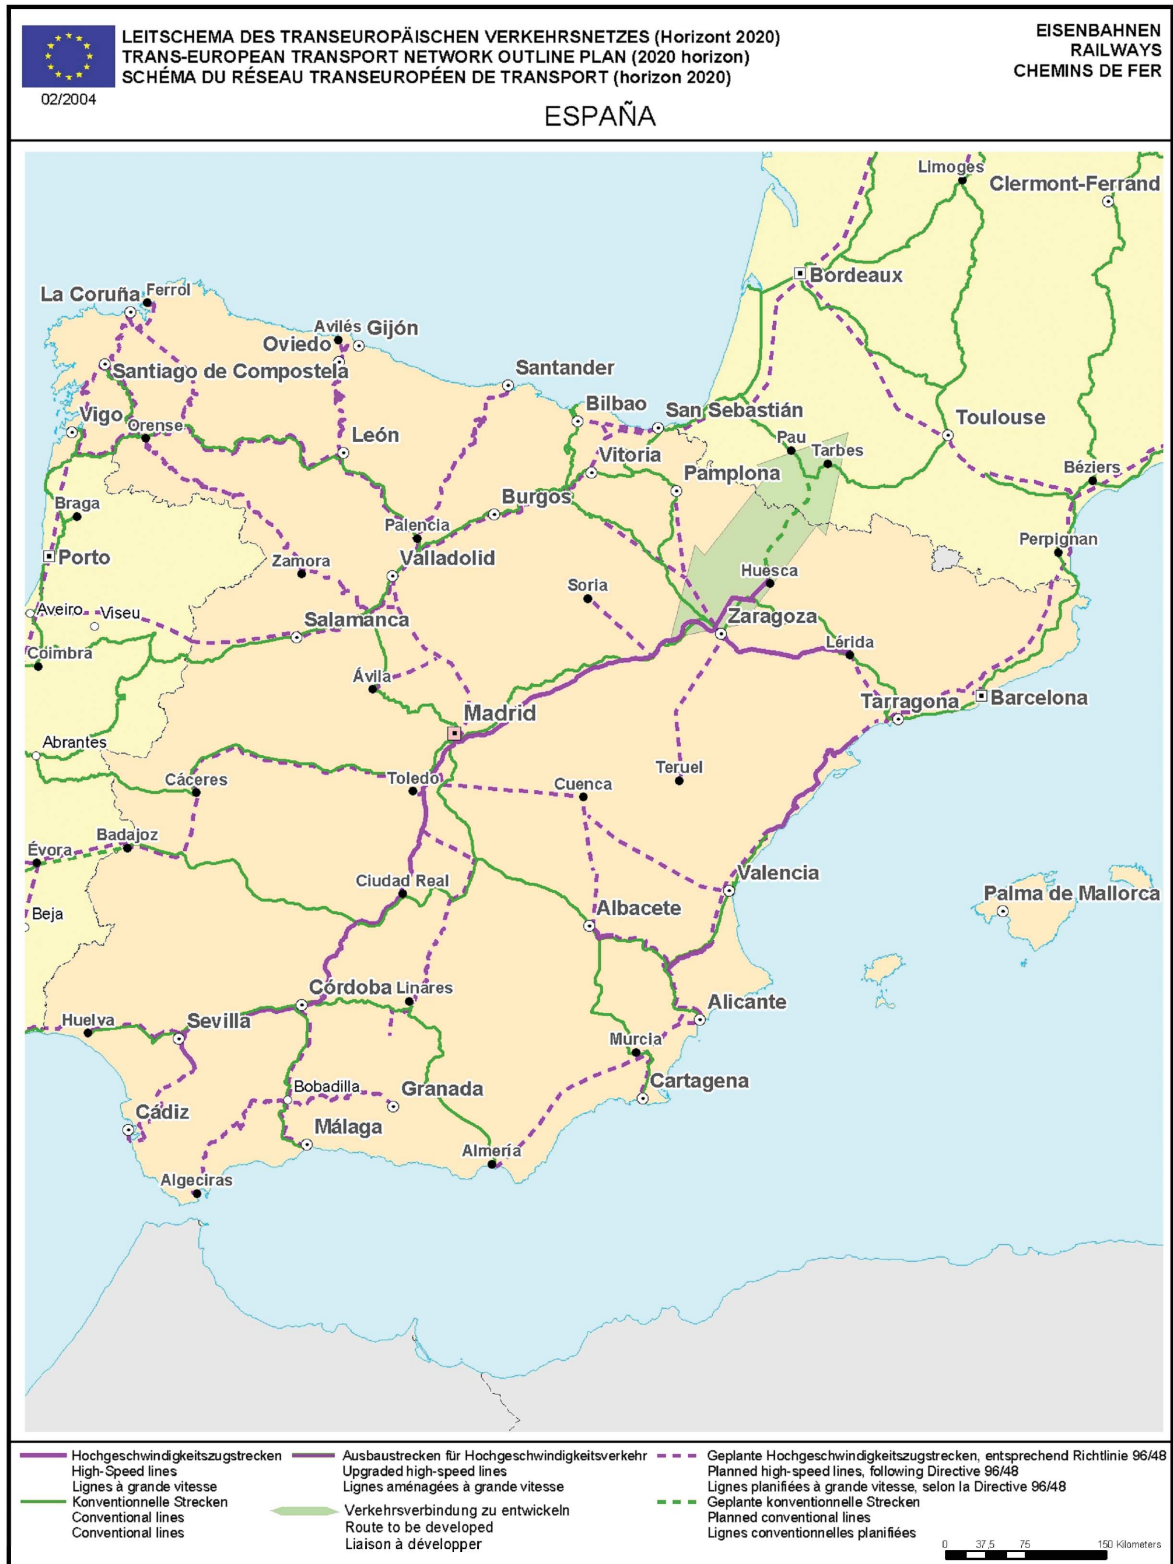 LEITSCHEMA DES TRANSEUROPÄISCHEN VERKEHRSNETZES (Horizont 2020)
TRANS-EUROPEAN TRANSPORT NETWORK OUTLINE PLAN (2020 horizon)
SCHÉMA DU RÉSEAU TRANSEUROPÉEN DE TRANSPORT (horizon 2020)
EISENBAHNEN
RAILWAYS
CHEMINS DE FER
02/2004
ESPAÑA
Limoges
Clermont-Ferrand
Bordeaux
La Coruña
Ferrol
Avilés
Gijón
Oviedo
Santiago de Compostela
Santander
Vigo
Orense
León
Bilbao
San Sebastián
Toulouse
Pau
Tarbes
Vitoria
Pamplona
Béziers
Braga
Burgos
Palencia
Porto
Zamora
Valladolid
Perpignan
Soria
Huesca
Aveiro
Viseu
Salamanca
Zaragoza
Coimbra
Lérida
Ávila
Madrid
Tarragona
Barcelona
Abrantes
Cáceres
Toledo
Cuenca
Teruel
Évora
Badajoz
Ciudad Real
Valencia
Palma de Mallorca
Beja
Albacete
Córdoba
Linares
Alicante
Huelva
Sevilla
Murcia
Cartagena
Bobadilla
Granada
Cádiz
Málaga
Almería
Algeciras
Hochgeschwindigkeitszugstrecken
High-Speed lines
Lignes à grande vitesse
Konventionnelle Strecken
Conventional lines
Conventional lines
Ausbaustrecken für Hochgeschwindigkeitsverkehr
Upgraded high-speed lines
Lignes aménagées à grande vitesse
Verkehrsverbindung zu entwickeln
Route to be developed
Liaison à développer
Geplante Hochgeschwindigkeitszugstrecken, entsprechend Richtlinie 96/48
Planned high-speed lines, following Directive 96/48
Lignes planifiées à grande vitesse, selon la Directive 96/48
Geplante konventionelle Strecken
Planned conventional lines
Lignes conventionnelles planifiées
0 37,5 75 150 Kilometers